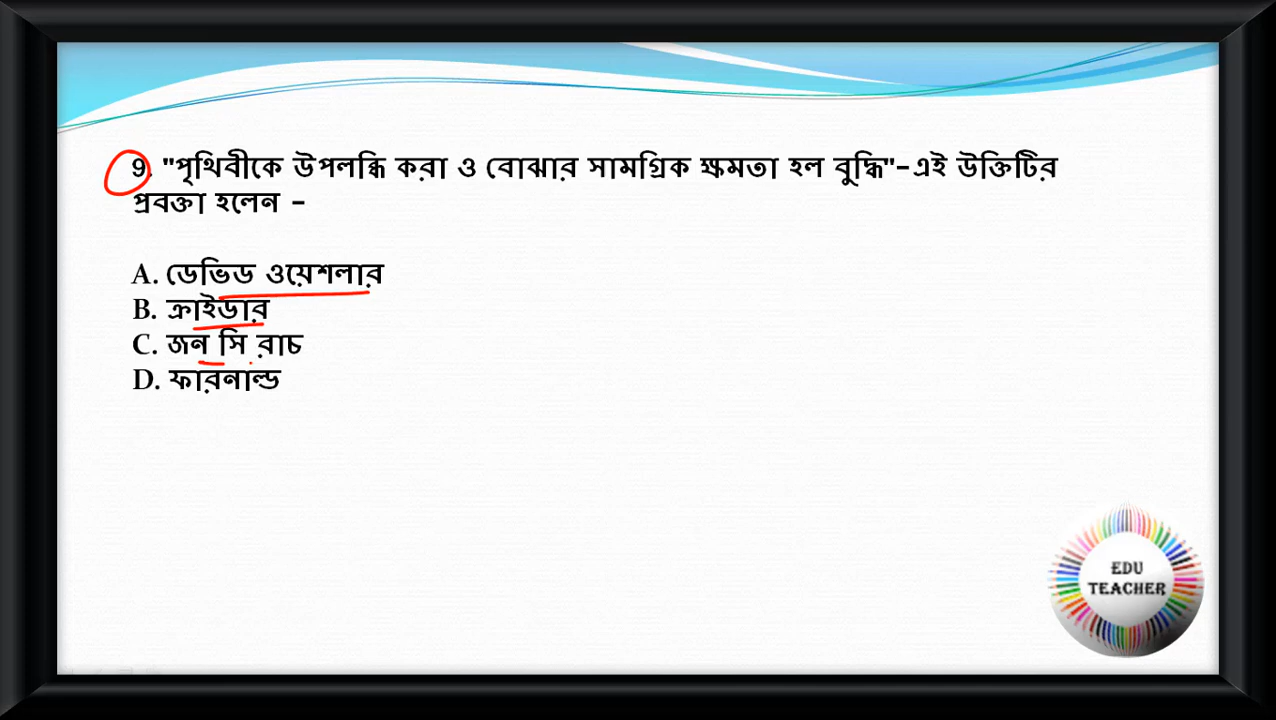 9. "পৃথিবীকে উপলব্ধি করা ও বোঝার সামগ্রিক ক্ষমতা হল বুদ্ধি"-এই উক্তিটির
প্রবক্তা হলেন -
A. ডেভিড ওয়েশলার
B. ক্রাইডার
C. জন সি রাচ
D. ফারনাল্ড
EDU
TEACHER